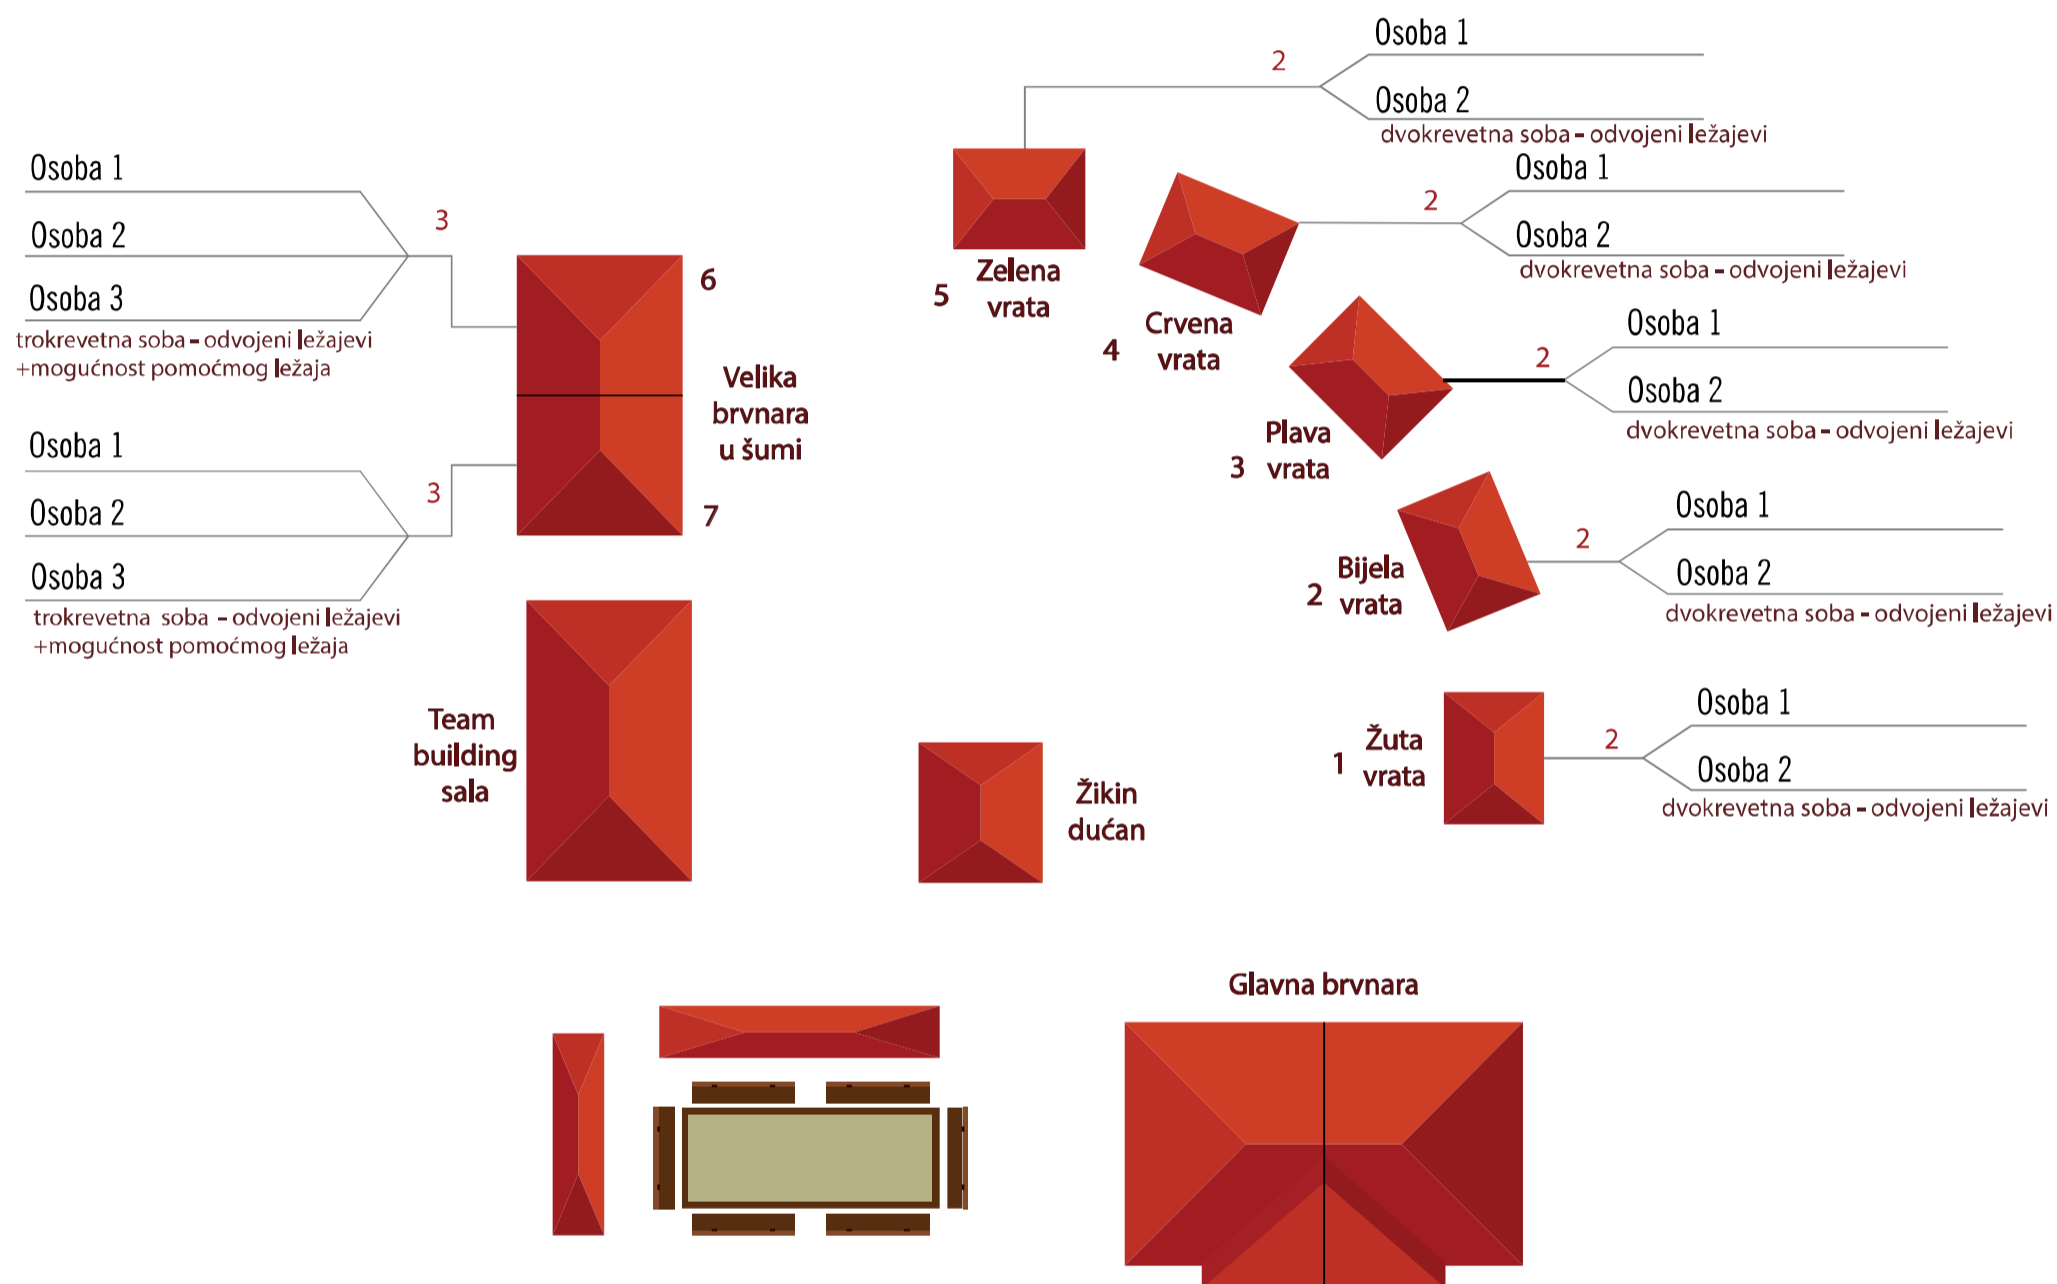 Osoba 1
2
Osoba 2
dvokrevetna soba - odvojeni ležajevi
Zelena
vrata
5
Osoba 1
2
Osoba 2
dvokrevetna soba - odvojeni ležajevi
Crvena
vrata
4
Osoba 1
2
Osoba 2
dvokrevetna soba - odvojeni ležajevi
Plava
vrata
3
Osoba 1
2
Osoba 2
dvokrevetna soba - odvojeni ležajevi
Bijela
vrata
2
Osoba 1
2
Osoba 2
dvokrevetna soba - odvojeni ležajevi
Žuta
vrata
1
Osoba 1
Osoba 2
Osoba 3
3
trokrevetna soba - odvojeni ležajevi
+mogućnost pomoćmog ležaja
6
Velika
brvnara
u šumi
7
Osoba 1
Osoba 2
Osoba 3
3
trokrevetna soba - odvojeni ležajevi
+mogućnost pomoćmog ležaja
Team
building
sala
Žikin
dućan
Glavna brvnara